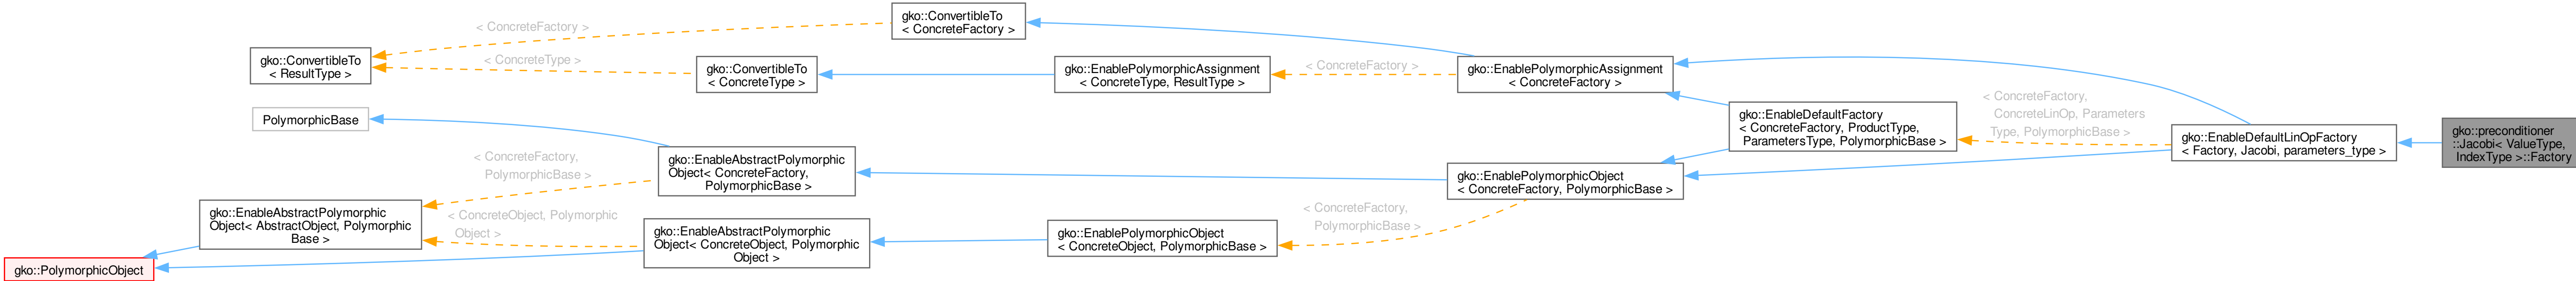 gko::ConvertibleTo
< ConcreteFactory >
< ConcreteFactory >
gko::ConvertibleTo
< ResultType >
< ConcreteType >
gko::ConvertibleTo
< ConcreteType >
gko::EnablePolymorphicAssignment
< ConcreteType, ResultType >
< ConcreteFactory >
gko::EnablePolymorphicAssignment
< ConcreteFactory >
PolymorphicBase
gko::EnableDefaultFactory
< ConcreteFactory, ProductType,
ParametersType, PolymorphicBase >
< ConcreteFactory,
ConcreteLinOp, Parameters
Type, PolymorphicBase >
gko::EnableDefaultLinOpFactory
< Factory, Jacobi, parameters_type >
gko::preconditioner
::Jacobi< ValueType,
IndexType >::Factory
< ConcreteFactory,
PolymorphicBase >
gko::EnableAbstractPolymorphic
Object< ConcreteFactory,
PolymorphicBase >
gko::EnablePolymorphicObject
< ConcreteFactory, PolymorphicBase >
gko::EnableAbstractPolymorphic
Object< AbstractObject, Polymorphic
Base >
< ConcreteObject, Polymorphic
Object >
gko::EnableAbstractPolymorphic
Object< ConcreteObject, Polymorphic
Object >
gko::EnablePolymorphicObject
< ConcreteObject, PolymorphicBase >
< ConcreteFactory,
PolymorphicBase >
gko::PolymorphicObject